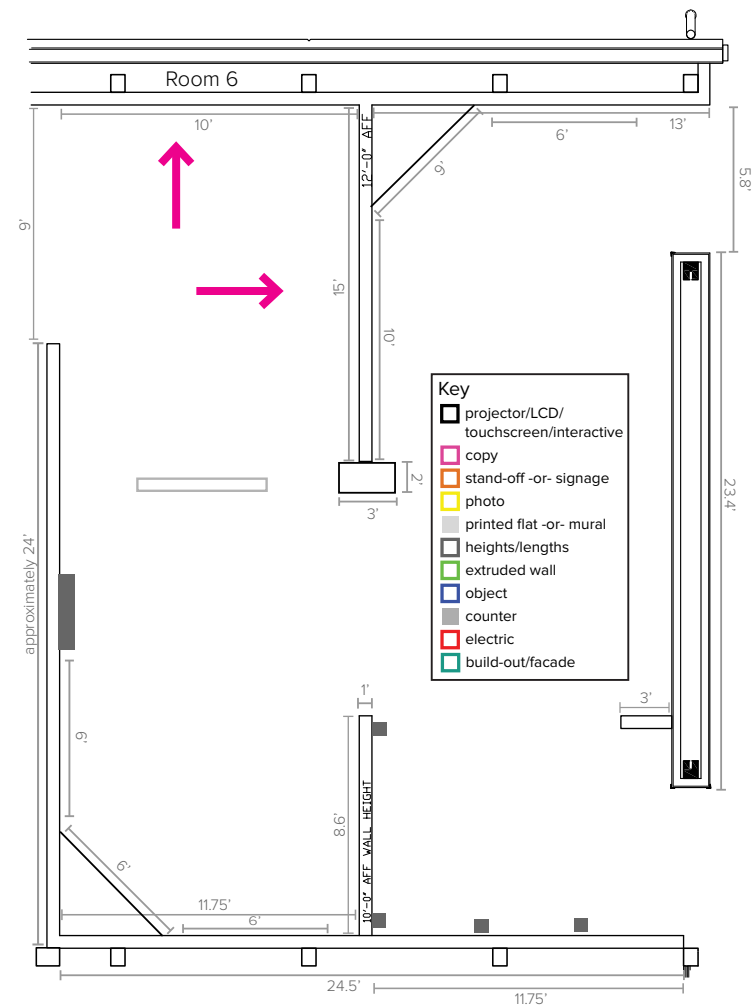 Room 6
10'
12'-0" AFF
6'
13'
9'
5.8'
9'
15'
10'
Key
projector/LCD/
touchscreen/interactive
copy
stand-off -or- signage
photo
printed flat -or- mural
heights/lengths
extruded wall
object
counter
electric
build-out/facade
2'
3'
23.4'
approximately 24'
1'
3'
9'
8.6'
10'-0" AFF WALL HEIGHT
6'
11.75'
6'
24.5'
11.75'